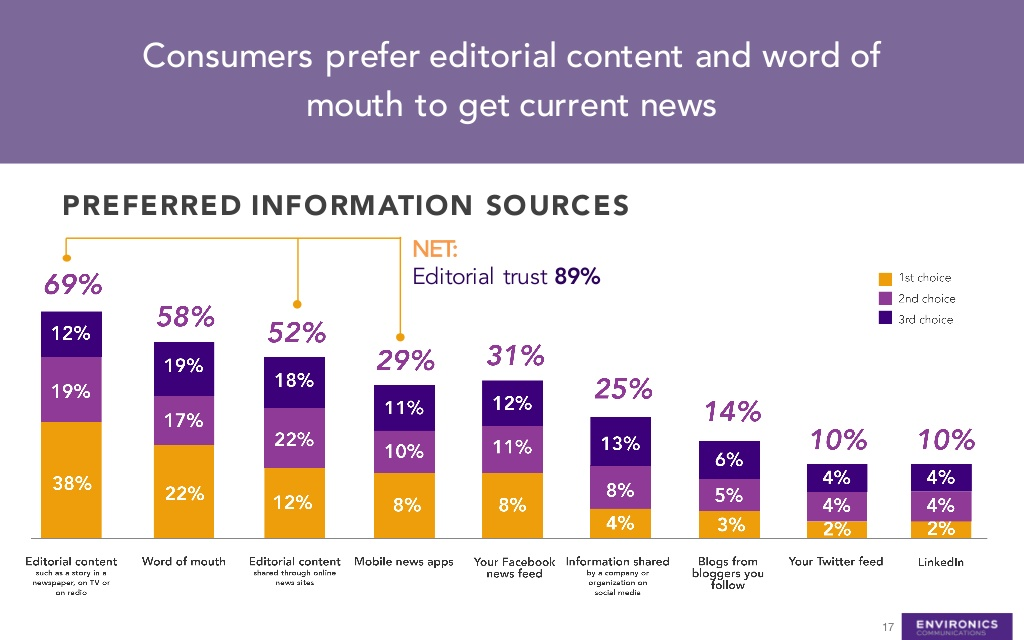 Consumers prefer editorial content and word of
mouth to get current news
PREFERRED INFORMATION SOURCES
NET:
Editorial trust 89%
1st choice
2nd choice
3rd choice
69%
12%
19%
38%
58%
19%
17%
22%
52%
18%
22%
12%
29%
11%
10%
8%
31%
12%
11%
8%
25%
13%
8%
4%
14%
6%
5%
3%
10%
4%
4%
2%
10%
4%
4%
2%
Editorial content
such as a story in a
newspaper, on TV or
on radio
Word of mouth
Editorial content
shared through online
news sites
Mobile news apps
Your Facebook
news feed
Information shared
by a company or
organization on
social media
Blogs from
bloggers you
follow
Your Twitter feed
LinkedIn
17
ENVIRONICS
COMMUNICATIONS